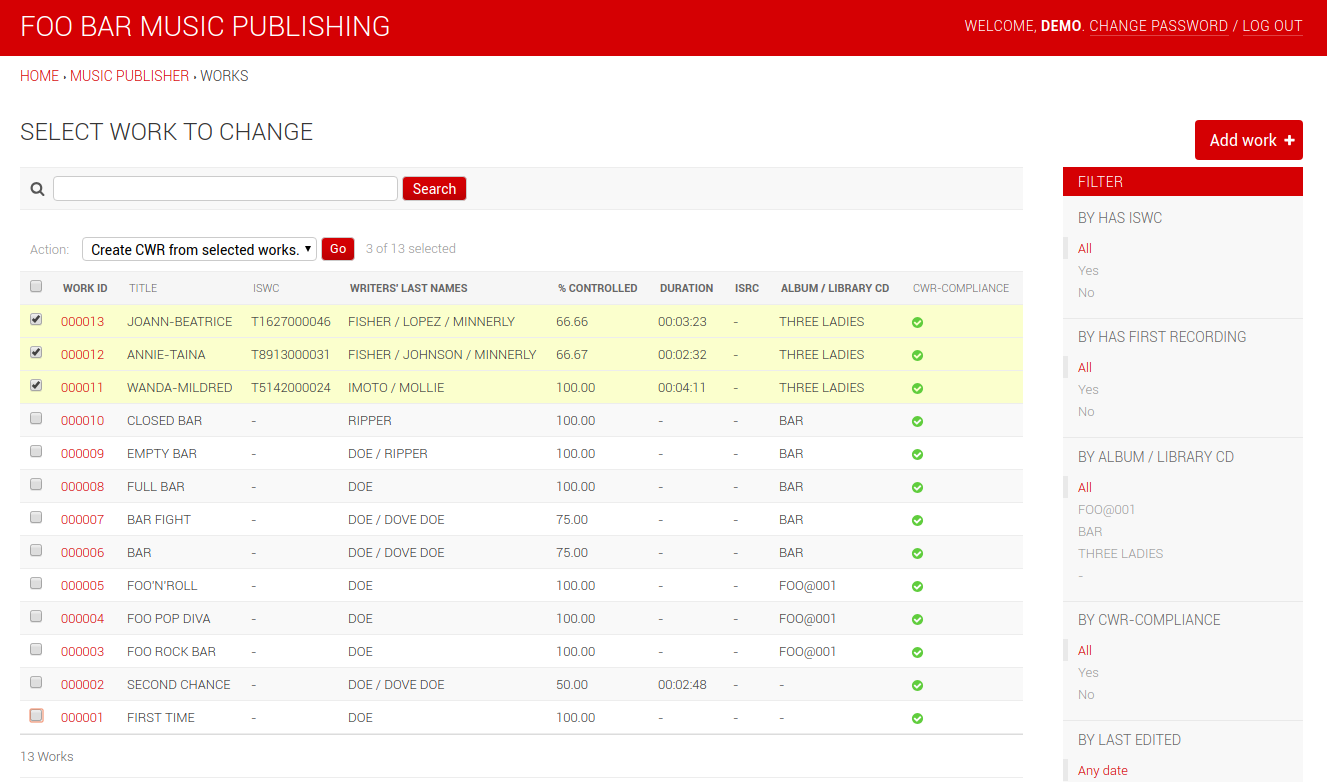 FOO BAR MUSIC PUBLISHING
WELCOME, DEMO. CHANGE PASSWORD / LOG OUT
HOME › MUSIC PUBLISHER › WORKS
SELECT WORK TO CHANGE
Add work +
Search
Action: Create CWR from selected works. Go 3 of 13 selected
WORK ID TITLE ISWC WRITERS' LAST NAMES % CONTROLLED DURATION ISRC ALBUM / LIBRARY CD CWR-COMPLIANCE
000013 JOANN-BEATRICE T1627000046 FISHER / LOPEZ / MINNERLY 66.66 00:03:23 - THREE LADIES
000012 ANNIE-TAINA T8913000031 FISHER / JOHNSON / MINNERLY 66.67 00:02:32 - THREE LADIES
000011 WANDA-MILDRED T5142000024 IMOTO / MOLLIE 100.00 00:04:11 - THREE LADIES
000010 CLOSED BAR - RIPPER 100.00 - - BAR
000009 EMPTY BAR - DOE / RIPPER 100.00 - - BAR
000008 FULL BAR - DOE 100.00 - - BAR
000007 BAR FIGHT - DOE / DOVE DOE 75.00 - - BAR
000006 BAR - DOE / DOVE DOE 75.00 - - BAR
000005 FOO'N'ROLL - DOE 100.00 - - FOO@001
000004 FOO POP DIVA - DOE 100.00 - - FOO@001
000003 FOO ROCK BAR - DOE 100.00 - - FOO@001
000002 SECOND CHANCE - DOE / DOVE DOE 50.00 00:02:48 - -
000001 FIRST TIME - DOE 100.00 - - -
13 Works
FILTER
BY HAS ISWC
All
Yes
No
BY HAS FIRST RECORDING
All
Yes
No
BY ALBUM / LIBRARY CD
All
FOO@001
BAR
THREE LADIES
-
BY CWR-COMPLIANCE
All
Yes
No
BY LAST EDITED
Any date